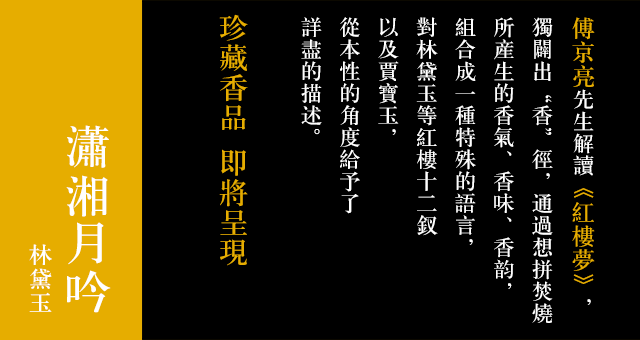 傅京亮先生解讀《紅樓夢》，
獨闢出“香”徑，通過想拼焚燒
所産生的香氣、香味、香韵，
組合成一種特殊的語言，
對林黛玉等紅樓十二釵
以及賈寶玉，
從本性的角度給予了
詳盡的描述。
珍藏香品 即將呈現
瀟湘月吟
林黛玉